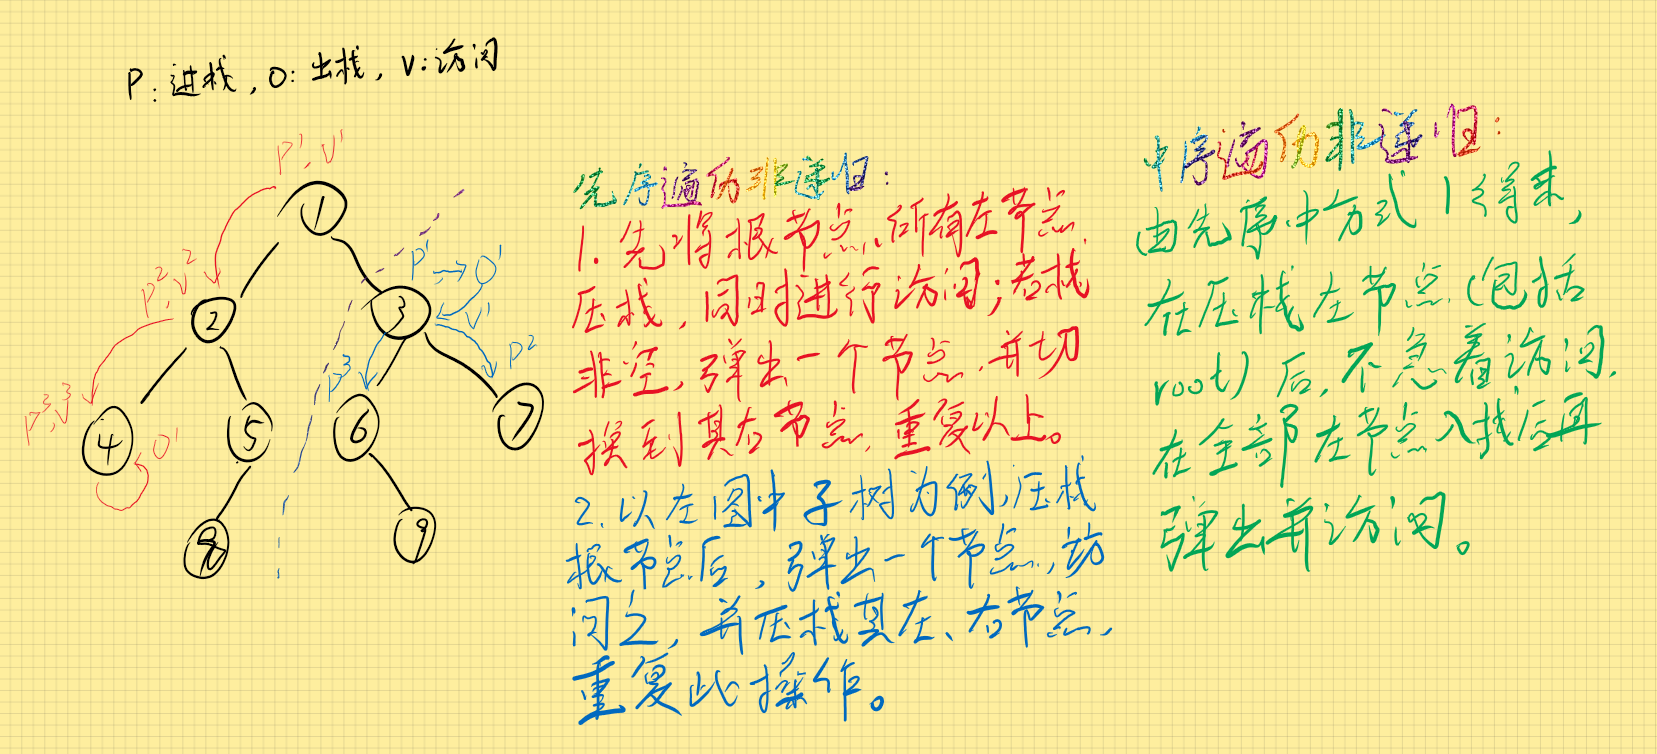 P:进栈,O:出栈,V:访问
P¹,V¹
1
P²,V²
2
P³,V³
4
O¹
5
8
P¹→O¹
3
V¹
P²
P³
6
7
9
先序遍历非递归:
1.先将根节点,所有左节点
压栈,同时进行访问;若栈
非空,弹出一个节点,并切
换到其右节点,重复以上。
2.以左图中子树为例,压栈
根节点后,弹出一个节点,访
问之,并压栈其左、右节点,
重复此操作。
中序遍历非递归:
由先序中方式1得来,
在压栈左节点(包括
root)后,不急着访问,
在全部左节点入栈后再
弹出并访问。